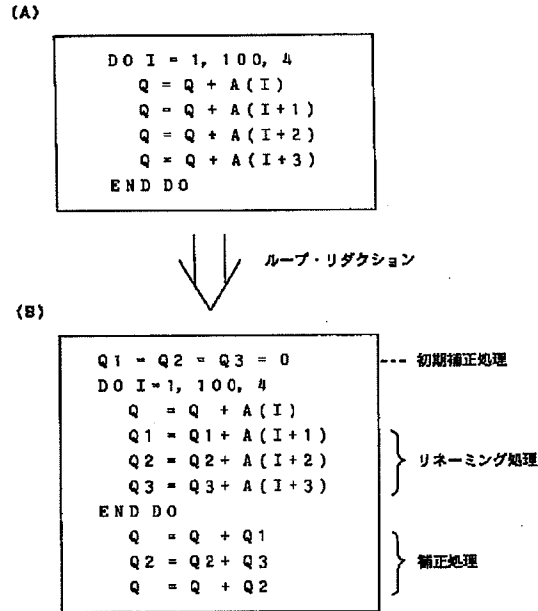 (A)
DO I = 1, 100, 4
Q = Q + A(I)
Q = Q + A(I+1)
Q = Q + A(I+2)
Q = Q + A(I+3)
END DO
ループ・リダクション
(B)
Q1 = Q2 = Q3 = 0 --- 初期補正処理
DO I=1, 100, 4
Q = Q + A(I)
Q1 = Q1+ A(I+1)
Q2 = Q2+ A(I+2) リネーミング処理
Q3 = Q3+ A(I+3)
END DO
Q = Q + Q1
Q2 = Q2+ Q3 補正処理
Q = Q + Q2